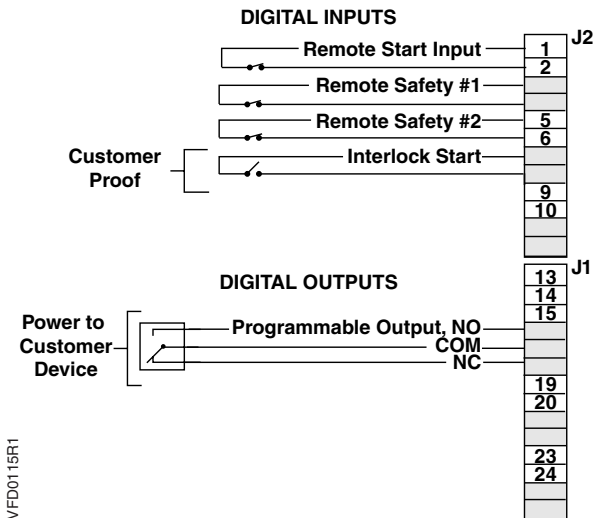 DIGITAL INPUTS
J2
Remote Start Input
1
2
Remote Safety #1
Remote Safety #2
5
6
Customer
Proof
Interlock Start
9
10
J1
DIGITAL OUTPUTS
13
14
15
Power to
Customer
Device
Programmable Output, NO
COM
NC
19
20
23
24
VFD0115R1